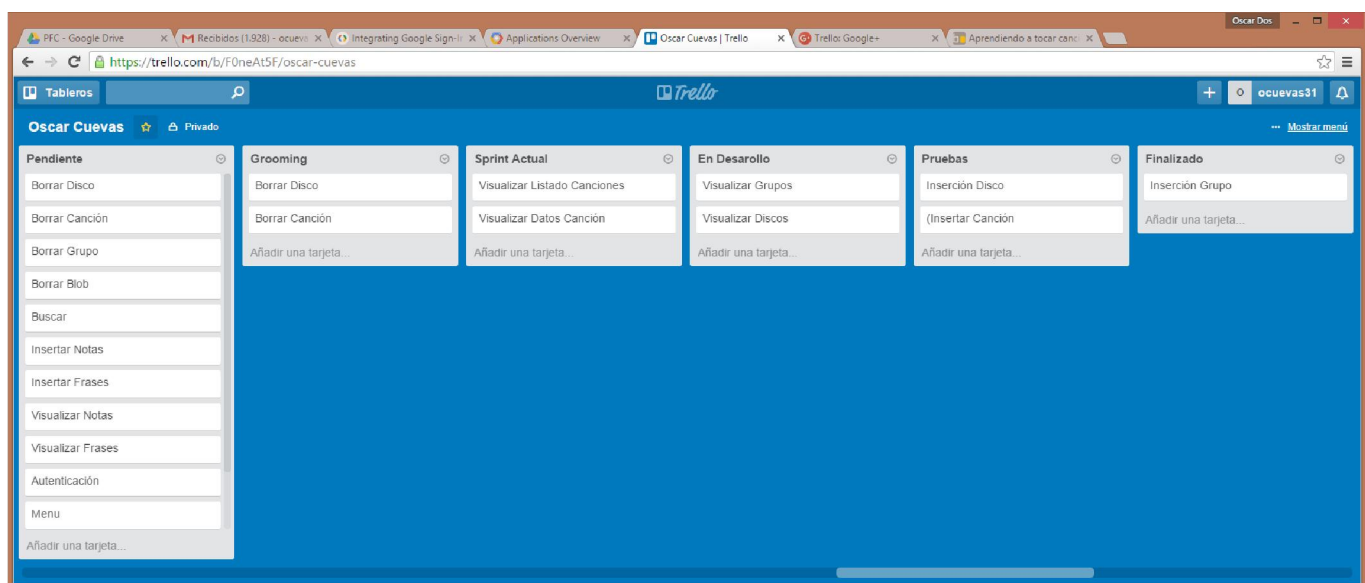 Oscar Dos
PFC - Google Drive
Recibidos (1.928) - ocueva
Integrating Google Sign-In
Applications Overview
Oscar Cuevas | Trello
Trello: Google+
Aprendiendo a tocar canc
https://trello.com/b/F0neAt5F/oscar-cuevas
Tableros
Trello
ocuevas31
Oscar Cuevas
Privado
Mostrar menú
Pendiente
Borrar Disco
Borrar Canción
Borrar Grupo
Borrar Blob
Buscar
Insertar Notas
Insertar Frases
Visualizar Notas
Visualizar Frases
Autenticación
Menu
Añadir una tarjeta...
Grooming
Borrar Disco
Borrar Canción
Añadir una tarjeta...
Sprint Actual
Visualizar Listado Canciones
Visualizar Datos Canción
Añadir una tarjeta...
En Desarollo
Visualizar Grupos
Visualizar Discos
Añadir una tarjeta...
Pruebas
Inserción Disco
(Insertar Canción
Añadir una tarjeta...
Finalizado
Inserción Grupo
Añadir una tarjeta...